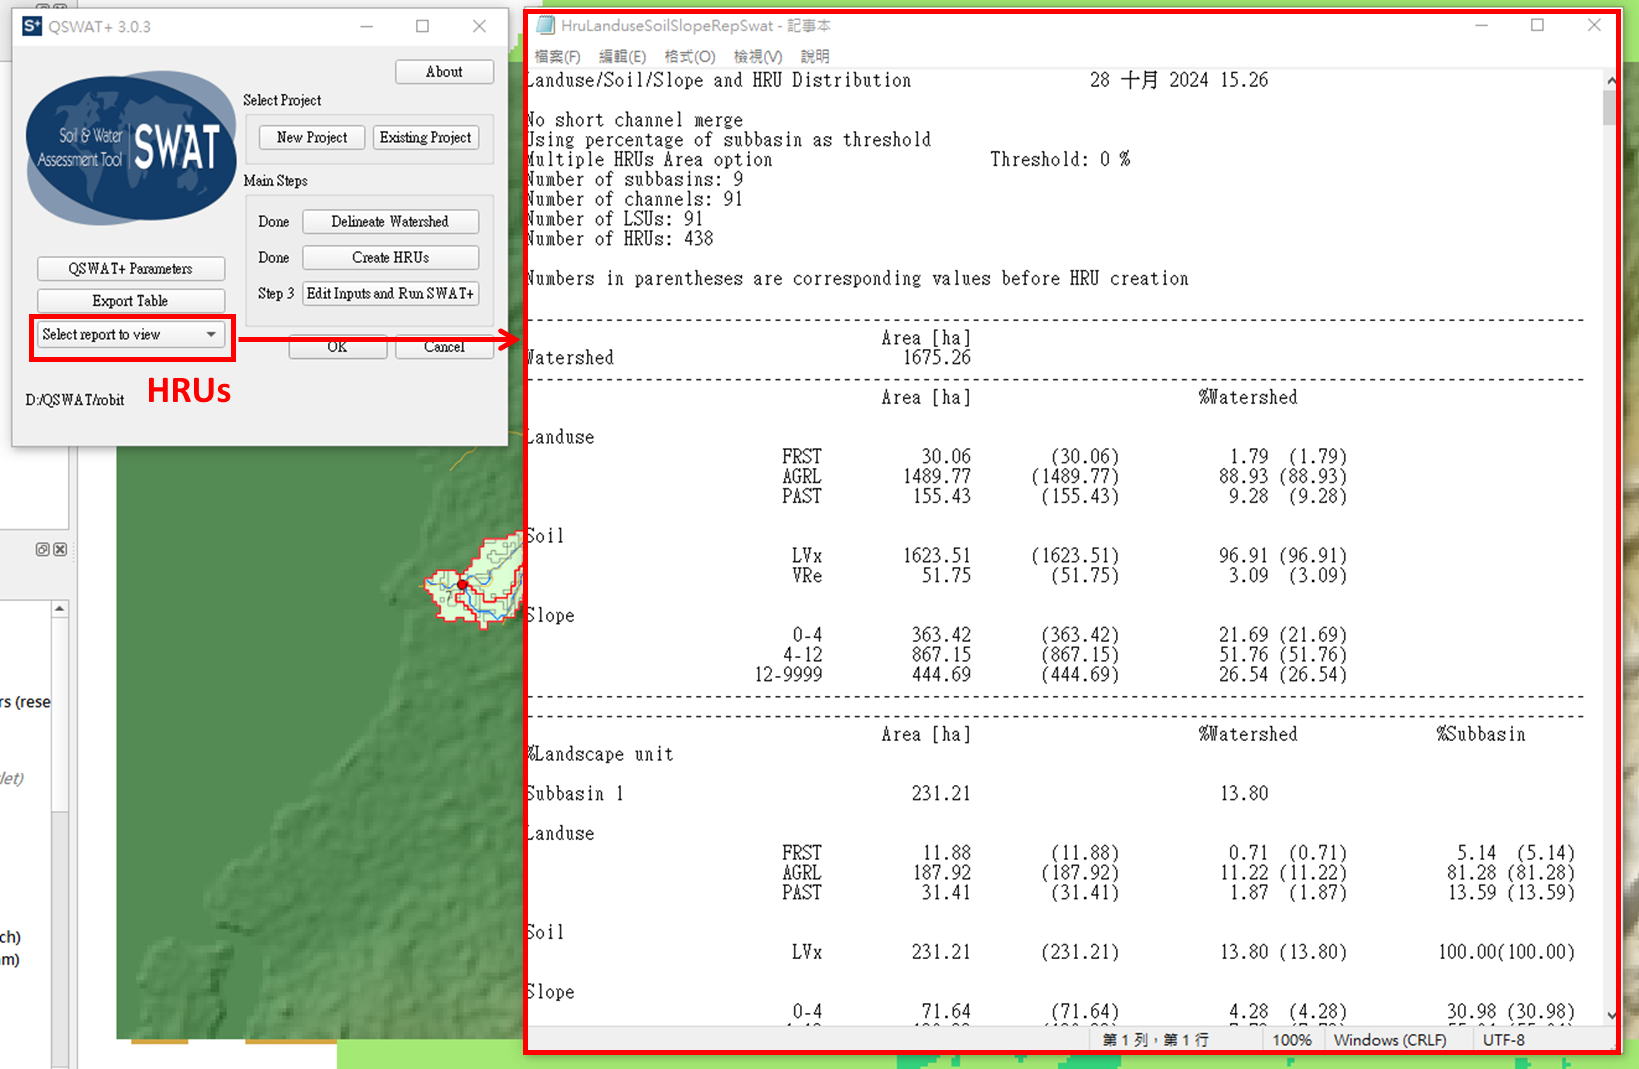 QSWAT+ 3.0.3
About
Select Project
New Project Existing Project
Main Steps
Soil & Water
Assessment Tool
SWAT
Done Delineate Watershed
Done Create HRUs
Step 3 Edit Inputs and Run SWAT+
QSWAT+ Parameters
Export Table
Select report to view
OK Cancel
D:/QSWAT/robit
HRUs
7
rs (rese
let)
ch)
m)
HruLanduseSoilSlopeRepSwat - 記事本
檔案(F) 編輯(E) 格式(O) 檢視(V) 說明
Landuse/Soil/Slope and HRU Distribution 28 十月 2024 15.26
No short channel merge
Using percentage of subbasin as threshold
Multiple HRUs Area option Threshold: 0 %
Number of subbasins: 9
Number of channels: 91
Number of LSUs: 91
Number of HRUs: 438
Numbers in parentheses are corresponding values before HRU creation
Area [ha]
Watershed 1675.26
Area [ha] %Watershed
Landuse
FRST 30.06 (30.06) 1.79 (1.79)
AGRL 1489.77 (1489.77) 88.93 (88.93)
PAST 155.43 (155.43) 9.28 (9.28)
Soil
LVx 1623.51 (1623.51) 96.91 (96.91)
VRe 51.75 (51.75) 3.09 (3.09)
Slope
0-4 363.42 (363.42) 21.69 (21.69)
4-12 867.15 (867.15) 51.76 (51.76)
12-9999 444.69 (444.69) 26.54 (26.54)
Area [ha] %Watershed %Subbasin
%Landscape unit
Subbasin 1 231.21 13.80
Landuse
FRST 11.88 (11.88) 0.71 (0.71) 5.14 (5.14)
AGRL 187.92 (187.92) 11.22 (11.22) 81.28 (81.28)
PAST 31.41 (31.41) 1.87 (1.87) 13.59 (13.59)
Soil
LVx 231.21 (231.21) 13.80 (13.80) 100.00(100.00)
Slope
0-4 71.64 (71.64) 4.28 (4.28) 30.98 (30.98)
第 1 列，第 1 行 100% Windows (CRLF) UTF-8